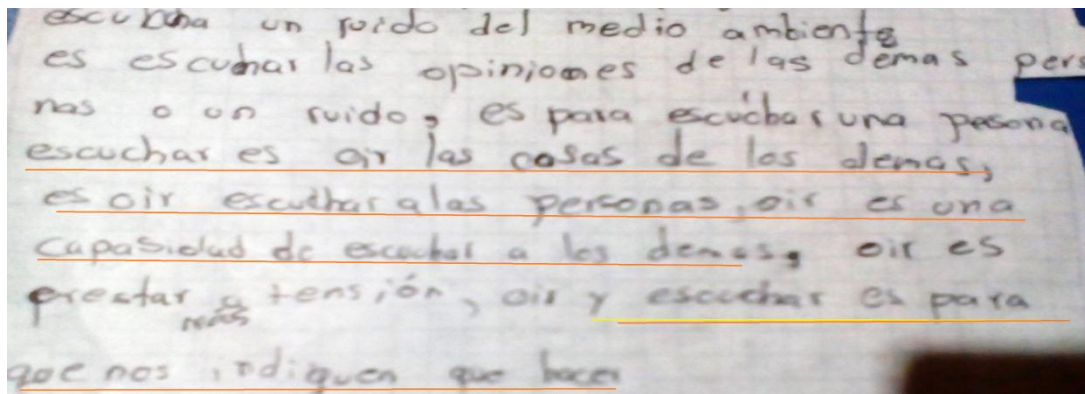 escucha un ruido del medio ambiente
es escuchar las opiniones de las demas pers
nas o un ruido, es para escuchar una pesona
escuchar es oir las cosas de los demas,
es oir escuchar a las personas, oir es una
capasidad de escuchar a los demas, oir es
prestar a tensión, oir y escuchar es para
mas
que nos indiquen que hacer